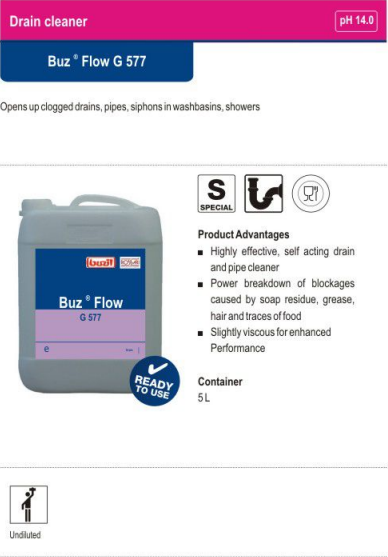 Drain cleaner
pH 14.0
Buz ® Flow G 577
Opens up clogged drains, pipes, siphons in washbasins, showers
S
SPECIAL
buzil
Buz ® Flow
G 577
e
READY
TO USE
Product Advantages
■ Highly effective, self acting drain
and pipe cleaner
■ Power breakdown of blockages
caused by soap residue, grease,
hair and traces of food
■ Slightly viscous for enhanced
Performance
Container
5 L
Undiluted